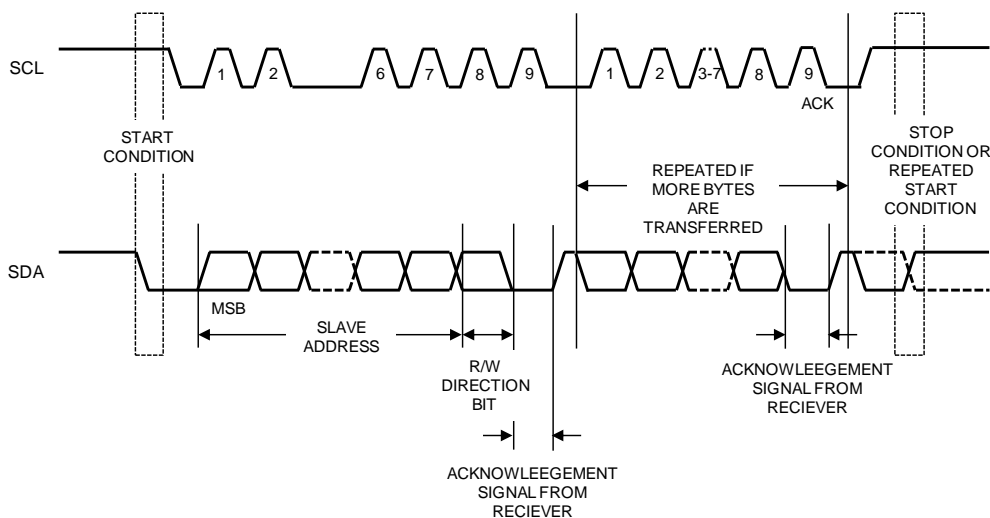 SCL
1
2
6
7
8
9
1
2
3-7
8
9
ACK
START
CONDITION
REPEATED IF
MORE BYTES
ARE
TRANSFERRED
STOP
CONDITION OR
REPEATED
START
CONDITION
SDA
MSB
SLAVE
ADDRESS
R/W
DIRECTION
BIT
ACKNOWLEEGEMENT
SIGNAL FROM
RECIEVER
ACKNOWLEEGEMENT
SIGNAL FROM
RECIEVER